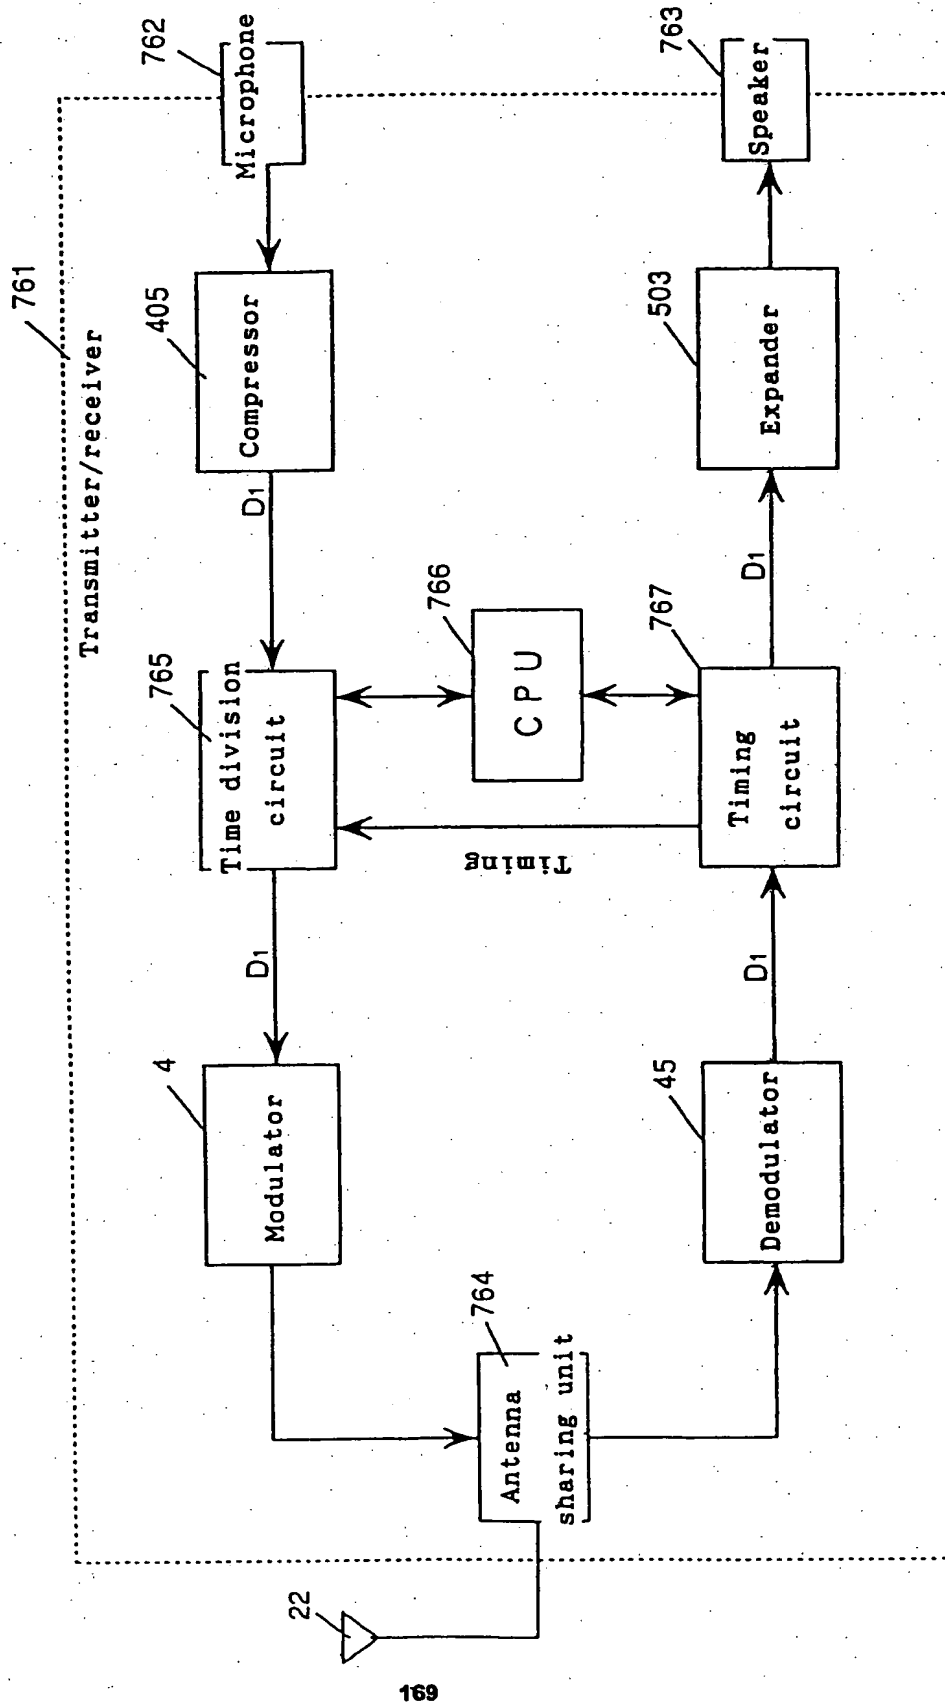 761
Transmitter/receiver
22
Antenna
sharing unit
764
4
Modulator
D1
765
Time division
circuit
D1
405
Compressor
762
Microphone
766
CPU
Timing
45
Demodulator
D1
767
Timing
circuit
D1
503
Expander
763
Speaker
169